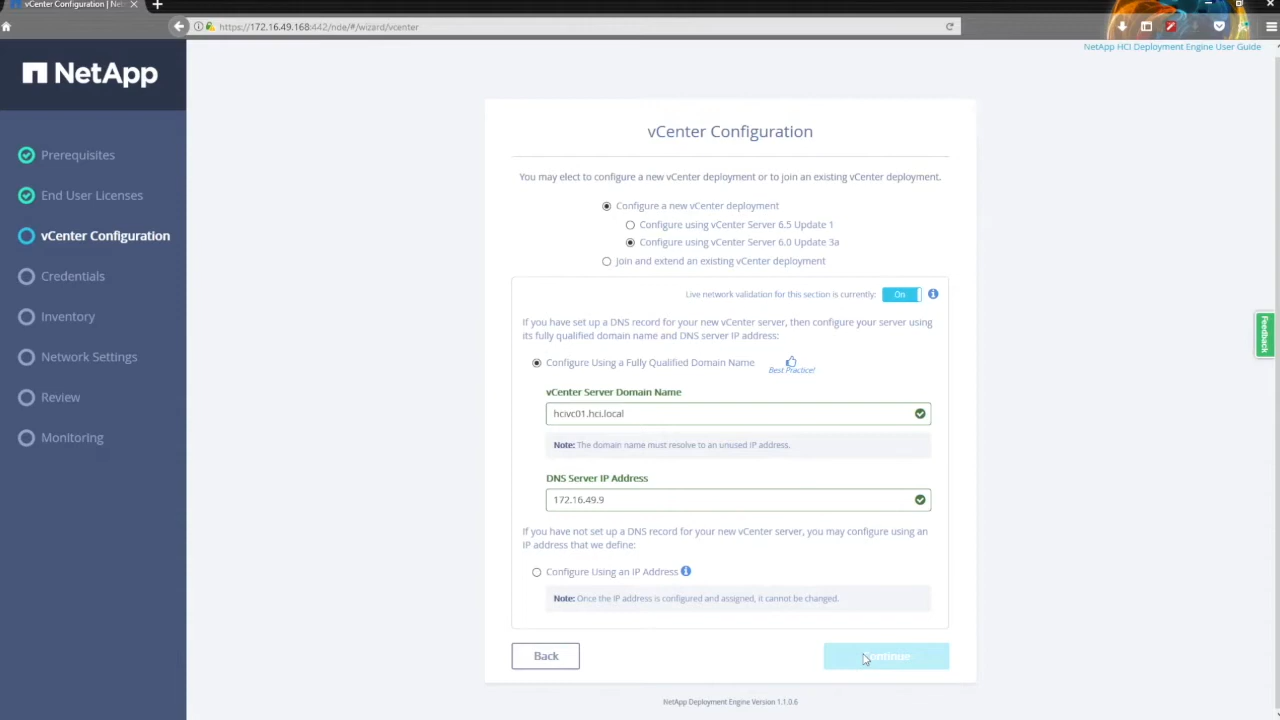 vCenter Configuration | Net
https://172.16.49.168:442/nde/#/wizard/vcenter
NetApp HCI Deployment Engine User Guide
NetApp
Prerequisites
End User Licenses
vCenter Configuration
Credentials
Inventory
Network Settings
Review
Monitoring
vCenter Configuration
You may elect to configure a new vCenter deployment or to join an existing vCenter deployment.
Configure a new vCenter deployment
Configure using vCenter Server 6.5 Update 1
Configure using vCenter Server 6.0 Update 3a
Join and extend an existing vCenter deployment
Live network validation for this section is currently: On
If you have set up a DNS record for your new vCenter server, then configure your server using
its fully qualified domain name and DNS server IP address:
Configure Using a Fully Qualified Domain Name
Best Practice!
vCenter Server Domain Name
hcivc01.hci.local
Note: The domain name must resolve to an unused IP address.
DNS Server IP Address
172.16.49.9
If you have not set up a DNS record for your new vCenter server, you may configure using an
IP address that we define:
Configure Using an IP Address
Note: Once the IP address is configured and assigned, it cannot be changed.
Back
Continue
NetApp Deployment Engine Version 1.1.0.6
Feedback